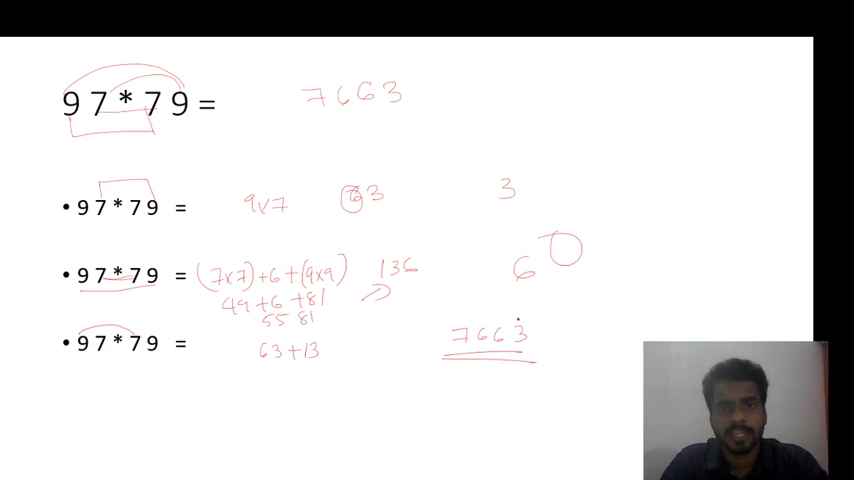 97*79= 7663
• 97*79 = 9x7 63 3
• 97*79 = (7x7)+6+(9x9) 136 6
49+6+81
55 81
• 97*79 = 63+13 7663